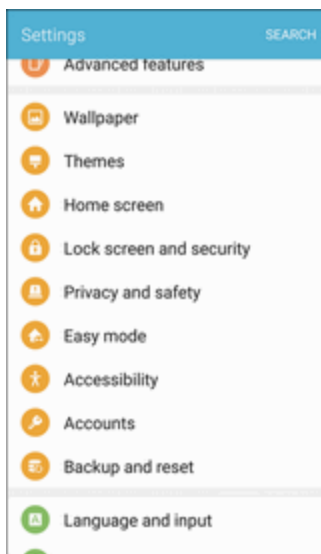 Settings
SEARCH
Advanced features
Wallpaper
Themes
Home screen
Lock screen and security
Privacy and safety
Easy mode
Accessibility
Accounts
Backup and reset
A
Language and input